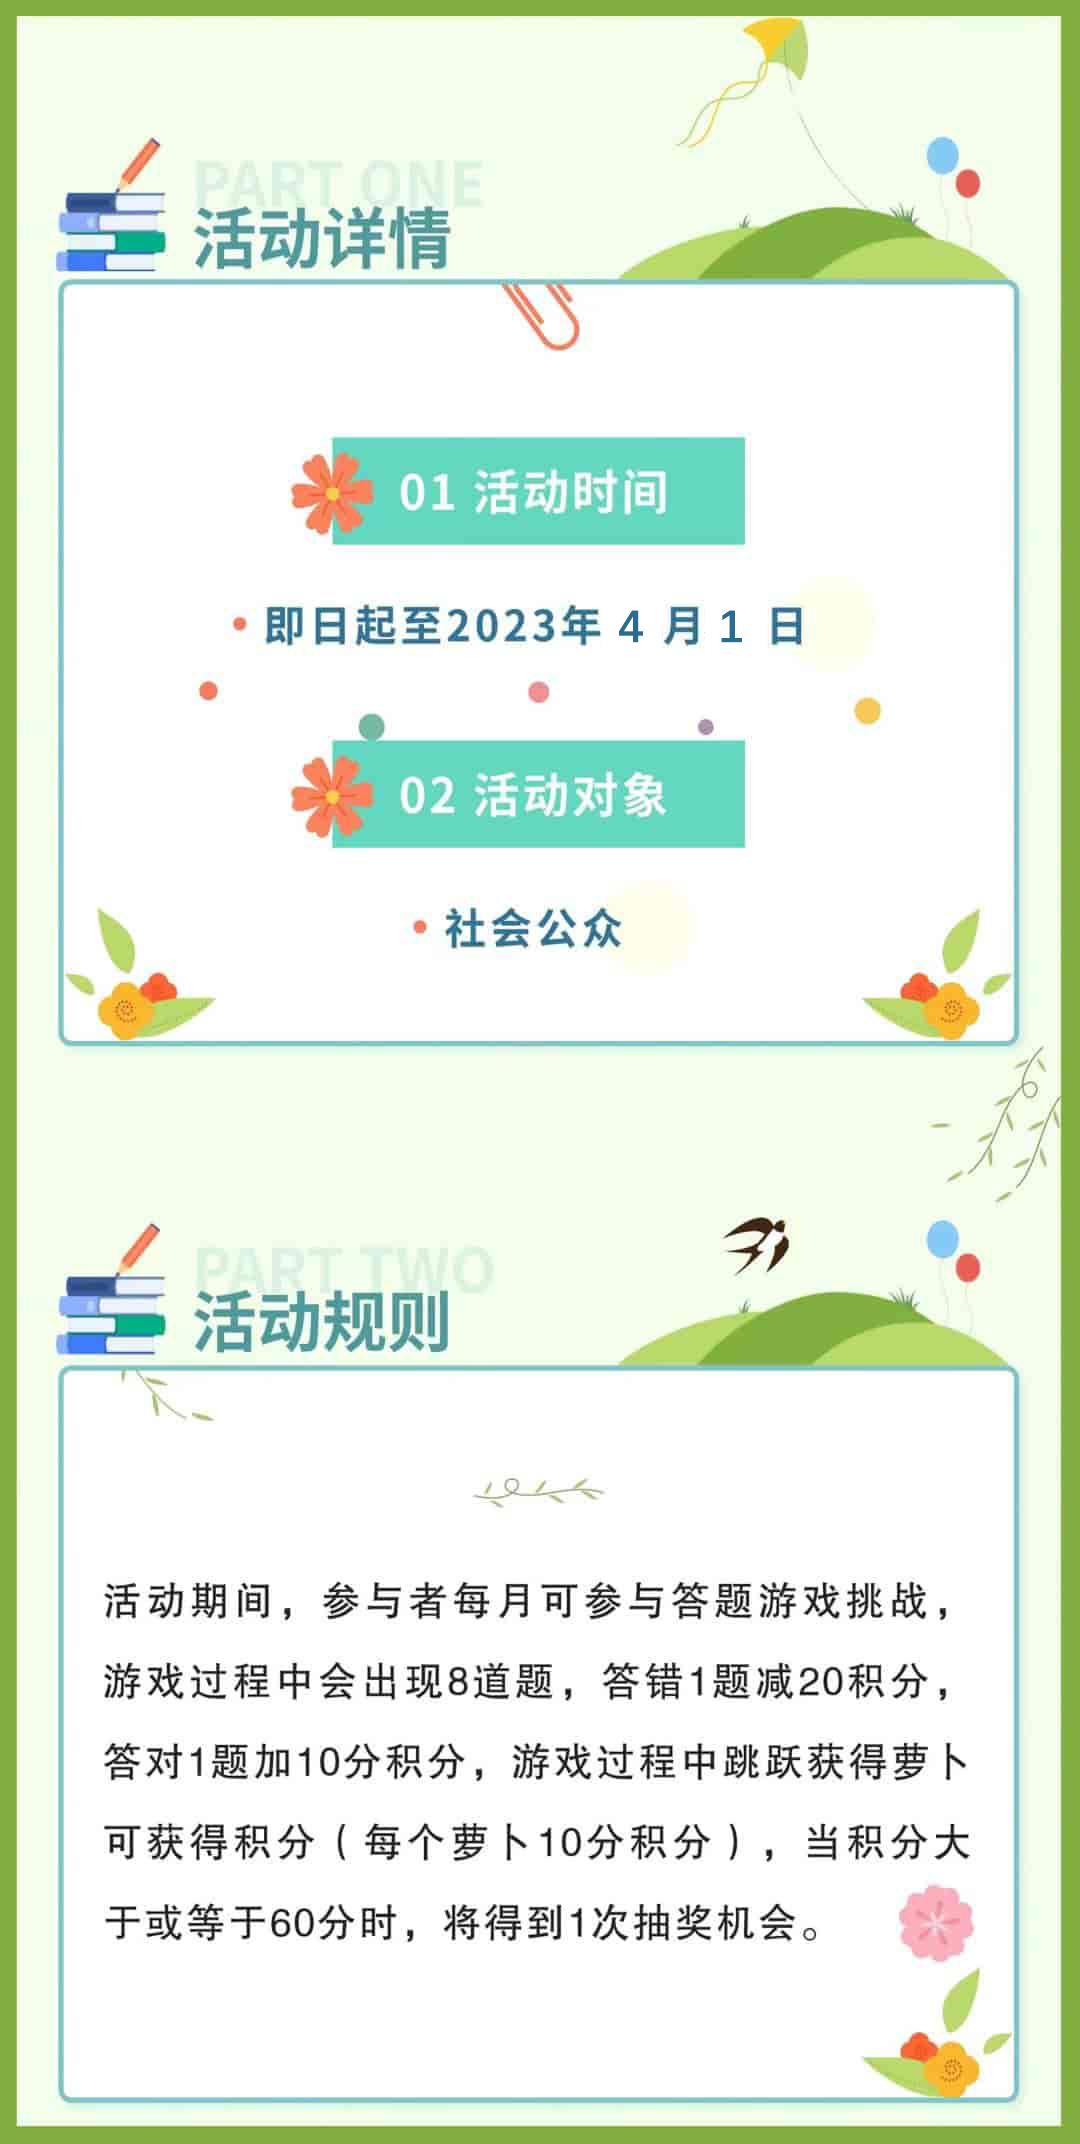 PART ONE
活动详情
01 活动时间
即日起至2023年 4 月 1 日
02 活动对象
社会公众
PART TWO
活动规则
活动期间，参与者每月可参与答题游戏挑战，
游戏过程中会出现8道题，答错1题减20积分，
答对1题加10分积分，游戏过程中跳跃获得萝卜
可获得积分（每个萝卜10分积分），当积分大
于或等于60分时，将得到1次抽奖机会。